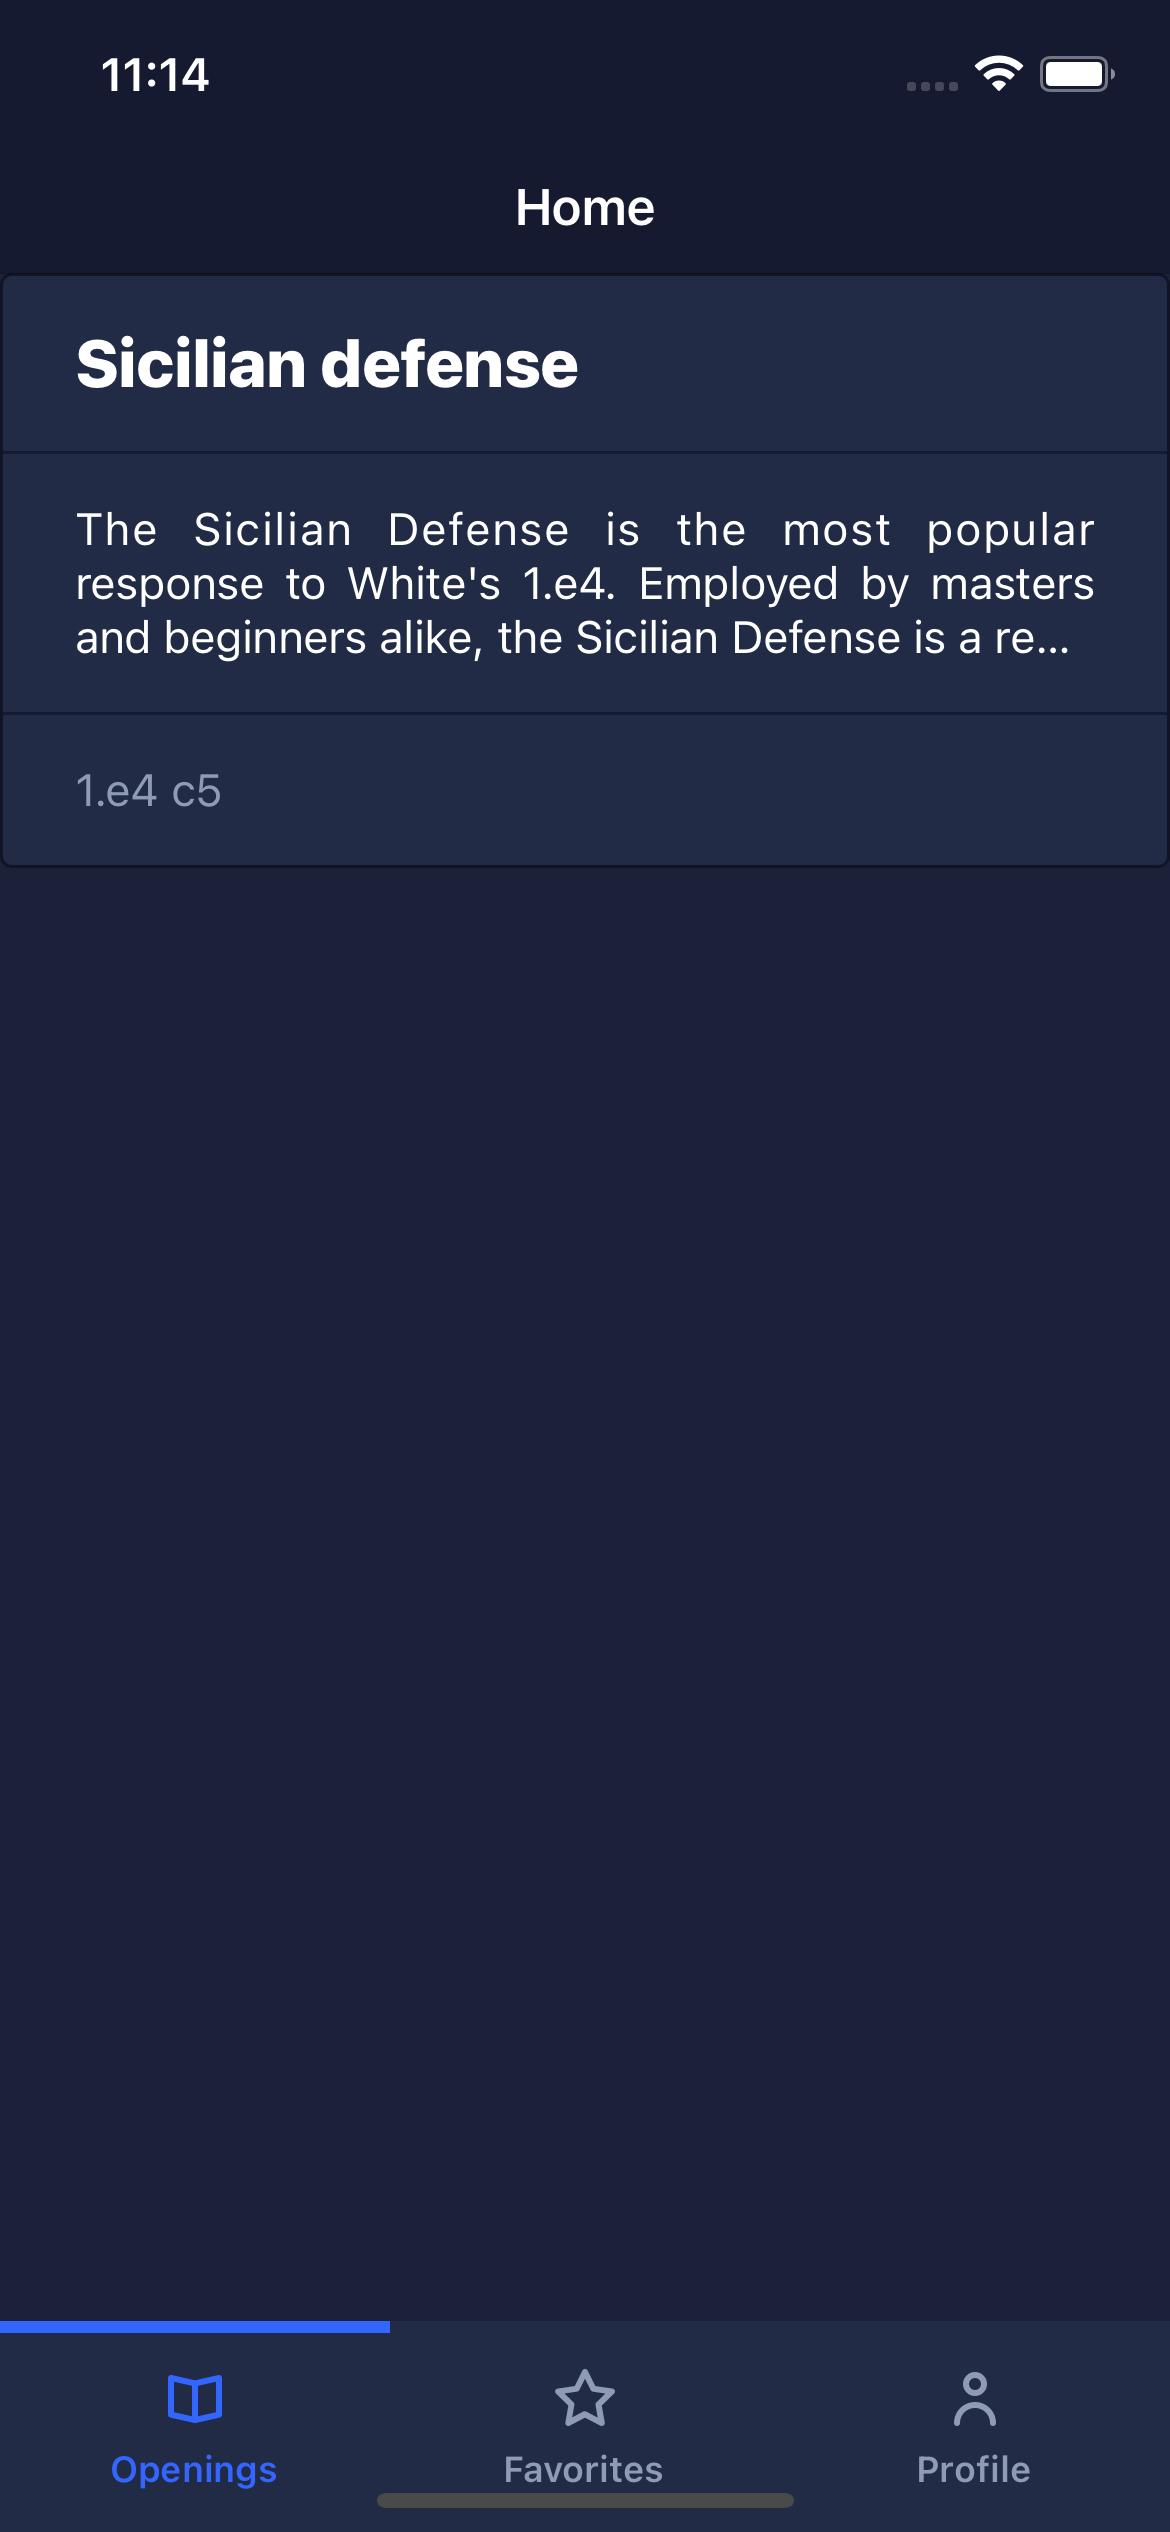 11:14
Home
Sicilian defense
The Sicilian Defense is the most popular
response to White's 1.e4. Employed by masters
and beginners alike, the Sicilian Defense is a re...
1.e4 c5
Openings
Favorites
Profile